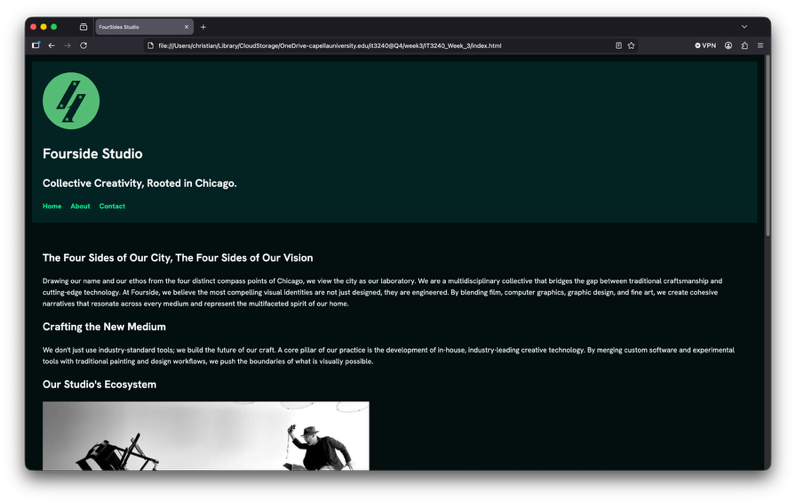 FourSides Studio
file:///Users/christian/Library/CloudStorage/OneDrive-capellauniversity.edu/it3240@Q4/week3/IT3240_Week_3/index.html
VPN
Fourside Studio
Collective Creativity, Rooted in Chicago.
Home About Contact
The Four Sides of Our City, The Four Sides of Our Vision
Drawing our name and our ethos from the four distinct compass points of Chicago, we view the city as our laboratory. We are a multidisciplinary collective that bridges the gap between traditional craftsmanship and
cutting-edge technology. At Fourside, we believe the most compelling visual identities are not just designed, they are engineered. By blending film, computer graphics, graphic design, and fine art, we create cohesive
narratives that resonate across every medium and represent the multifaceted spirit of our home.
Crafting the New Medium
We don't just use industry-standard tools; we build the future of our craft. A core pillar of our practice is the development of in-house, industry-leading creative technology. By merging custom software and experimental
tools with traditional painting and design workflows, we push the boundaries of what is visually possible.
Our Studio's Ecosystem